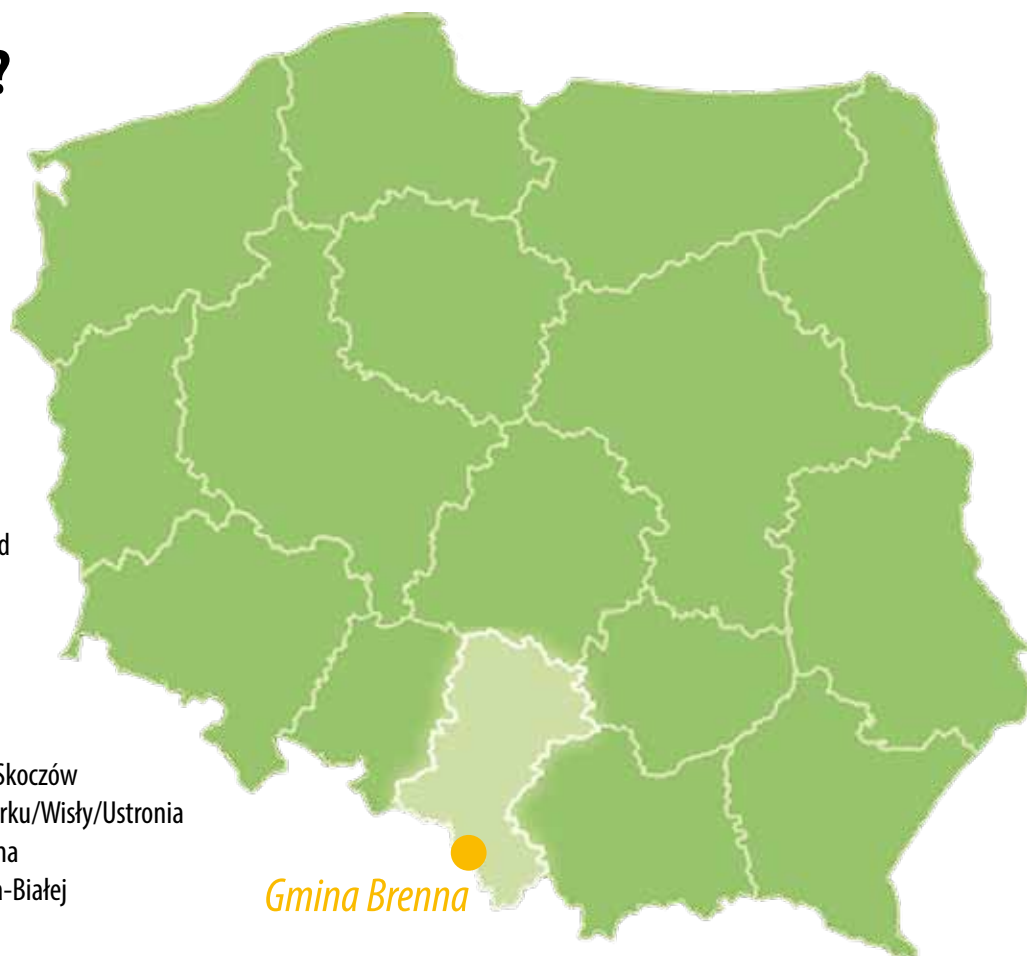 ?
d
Skoczów
rku/Wisły/Ustronia
na
-Białej
Gmina Brenna